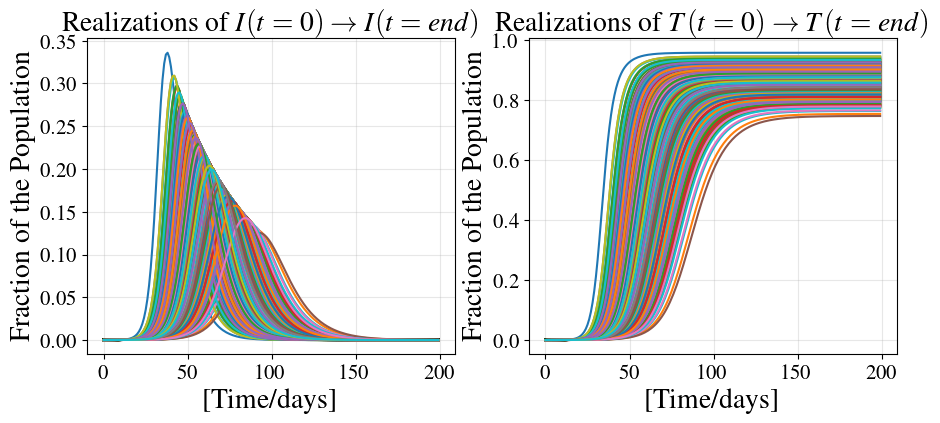 Realizations of I(t = 0) → I(t = end)
Fraction of the Population
0.35
0.30
0.25
0.20
0.15
0.10
0.05
0.00
0 50 100 150 200
[Time/days]
Realizations of T(t = 0) → T(t = end)
Fraction of the Population
1.0
0.8
0.6
0.4
0.2
0.0
0 50 100 150 200
[Time/days]